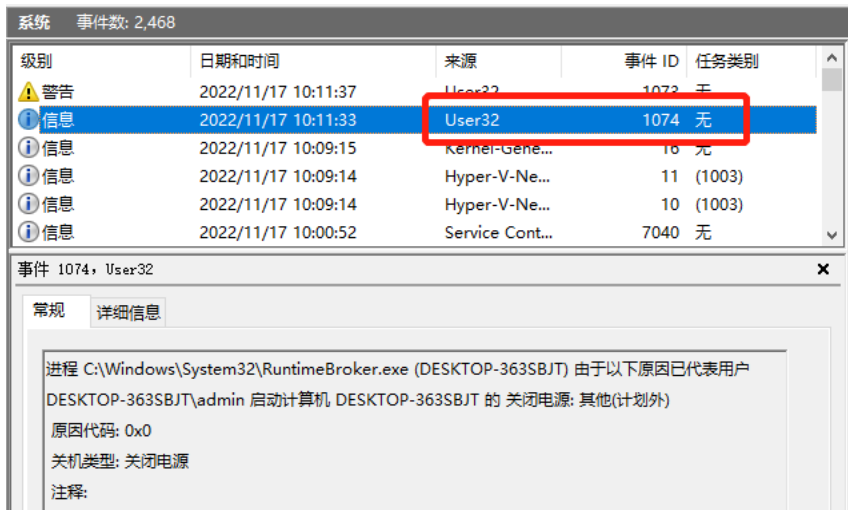 系统 事件数: 2,468
级别 日期和时间 来源 事件 ID 任务类别
警告 2022/11/17 10:11:37 User32 1073 无
信息 2022/11/17 10:11:33 User32 1074 无
信息 2022/11/17 10:09:15 Kernel-Gene... 16 无
信息 2022/11/17 10:09:14 Hyper-V-Ne... 11 (1003)
信息 2022/11/17 10:09:14 Hyper-V-Ne... 10 (1003)
信息 2022/11/17 10:00:52 Service Cont... 7040 无
事件 1074，User32
常规 详细信息
进程 C:\Windows\System32\RuntimeBroker.exe (DESKTOP-363SBJT) 由于以下原因已代表用户
DESKTOP-363SBJT\admin 启动计算机 DESKTOP-363SBJT 的 关闭电源: 其他(计划外)
原因代码: 0x0
关机类型: 关闭电源
注释: